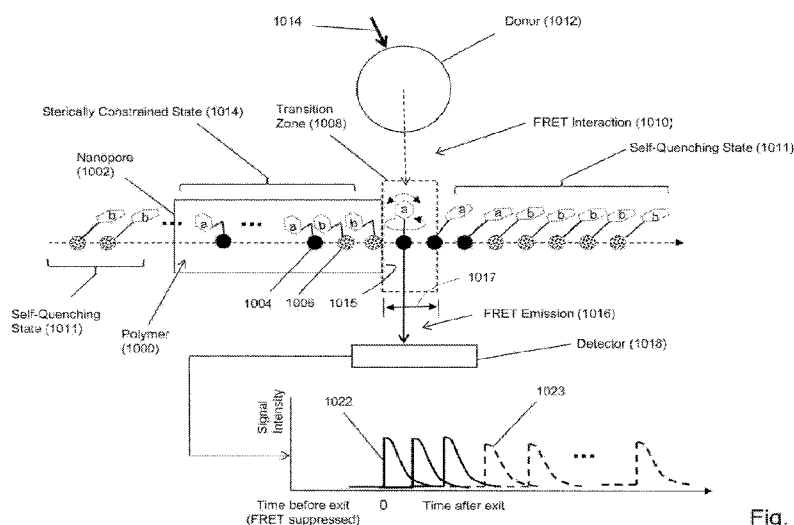 1014
Donor (1012)
Sterically Constrained State (1014)
Transition
Zone (1008)
FRET Interaction (1010)
Self-Quenching State (1011)
Nanopore
(1002)
b b a a b b a a a b b b b
1004 1006 1015 1017
Self-Quenching
State (1011)
Polymer
(1000)
FRET Emission (1016)
Detector (1018)
1022
1023
Signal
Intensity
Time before exit
(FRET suppressed)
0
Time after exit
Fig.